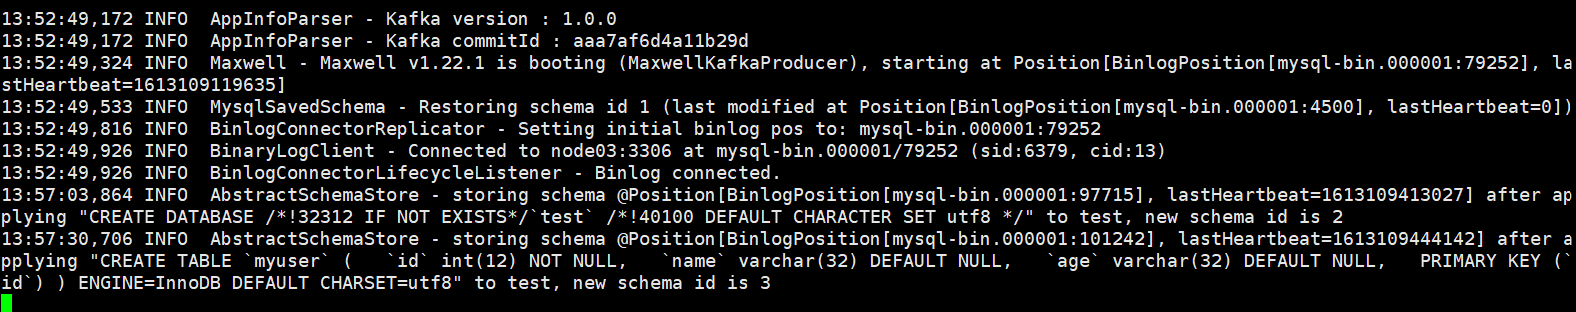 13:52:49,172 INFO  AppInfoParser - Kafka version : 1.0.0
13:52:49,172 INFO  AppInfoParser - Kafka commitId : aaa7af6d4a11b29d
13:52:49,324 INFO  Maxwell - Maxwell v1.22.1 is booting (MaxwellKafkaProducer), starting at Position[BinlogPosition[mysql-bin.000001:79252], la
stHeartbeat=1613109119635]
13:52:49,533 INFO  MysqlSavedSchema - Restoring schema id 1 (last modified at Position[BinlogPosition[mysql-bin.000001:4500], lastHeartbeat=0])
13:52:49,816 INFO  BinlogConnectorReplicator - Setting initial binlog pos to: mysql-bin.000001:79252
13:52:49,926 INFO  BinaryLogClient - Connected to node03:3306 at mysql-bin.000001/79252 (sid:6379, cid:13)
13:52:49,926 INFO  BinlogConnectorLifecycleListener - Binlog connected.
13:57:03,864 INFO  AbstractSchemaStore - storing schema @Position[BinlogPosition[mysql-bin.000001:97715], lastHeartbeat=1613109413027] after ap
plying "CREATE DATABASE /*!32312 IF NOT EXISTS*/`test` /*!40100 DEFAULT CHARACTER SET utf8 */" to test, new schema id is 2
13:57:30,706 INFO  AbstractSchemaStore - storing schema @Position[BinlogPosition[mysql-bin.000001:101242], lastHeartbeat=1613109444142] after a
pplying "CREATE TABLE `myuser` (   `id` int(12) NOT NULL,   `name` varchar(32) DEFAULT NULL,   `age` varchar(32) DEFAULT NULL,   PRIMARY KEY (`
id`) ) ENGINE=InnoDB DEFAULT CHARSET=utf8" to test, new schema id is 3